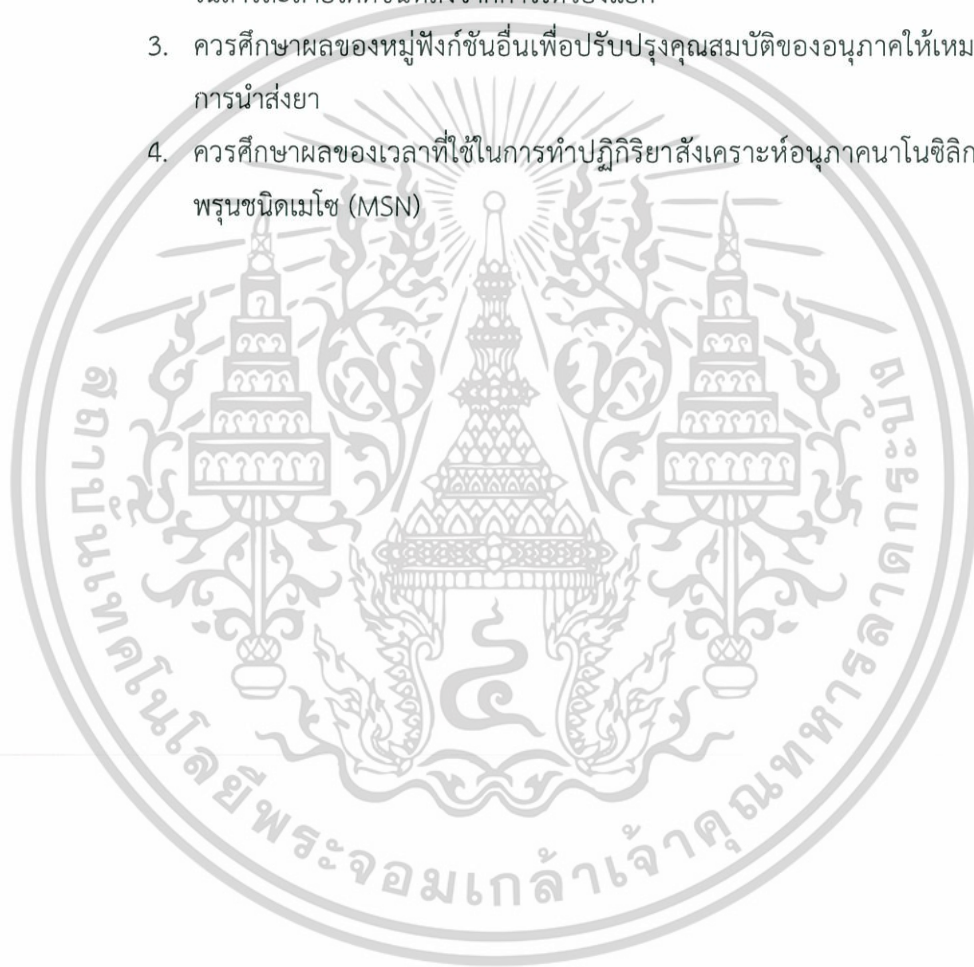 3. ควรศึกษาผลของหมู่ฟังก์ชันอื่นเพื่อปรับปรุงคุณสมบัติของอนุภาคให้เหม
การนำส่งยา
4. ควรศึกษาผลของเวลาที่ใช้ในการทำปฏิกิริยาสังเคราะห์อนุภาคนาโนซิลิก
พรุนชนิดเมโซ (MSN)
สถาบันเทคโนโลยีพระจอมเกล้าเจ้าคุณทหารลาดกระบัง